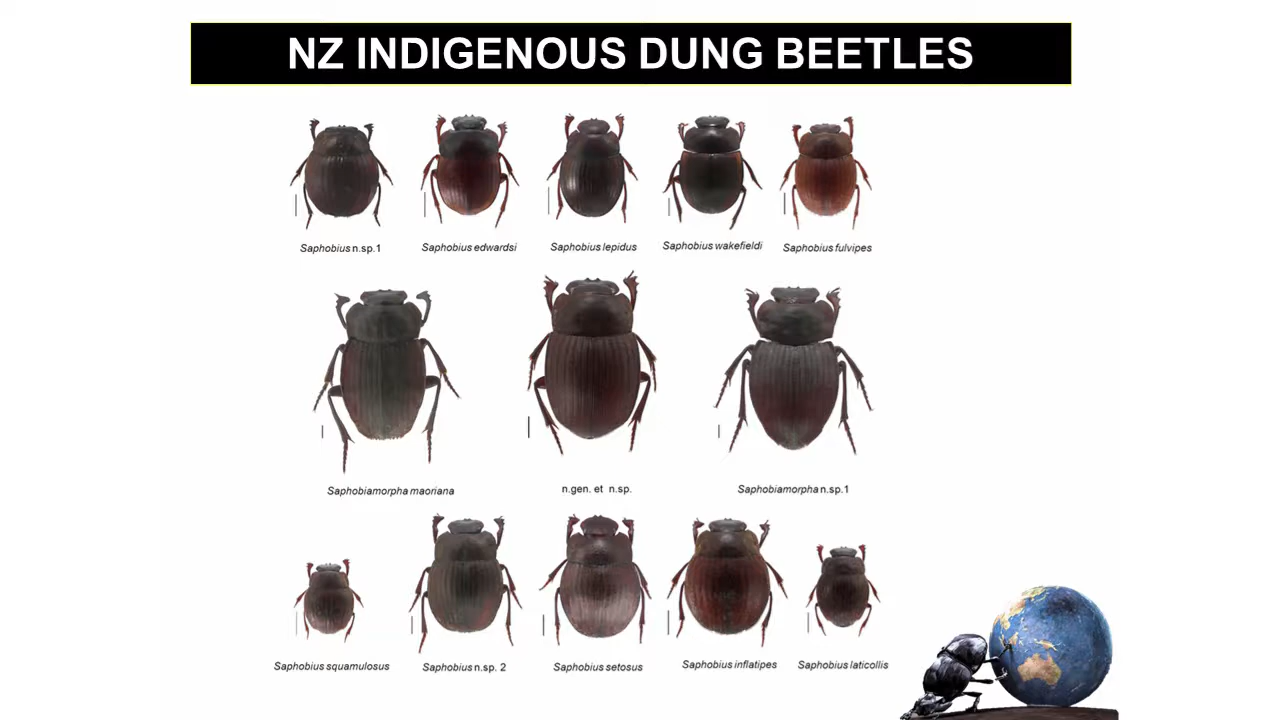 NZ INDIGENOUS DUNG BEETLES
Saphobius n.sp.1
Saphobius edwardsi
Saphobius lepidus
Saphobius wakefieldi
Saphobius fulvipes
Saphobiamorpha maoriana
n.gen. et n.sp.
Saphobiamorpha n.sp.1
Saphobius squamulosus
Saphobius n.sp. 2
Saphobius setosus
Saphobius inflatipes
Saphobius laticollis